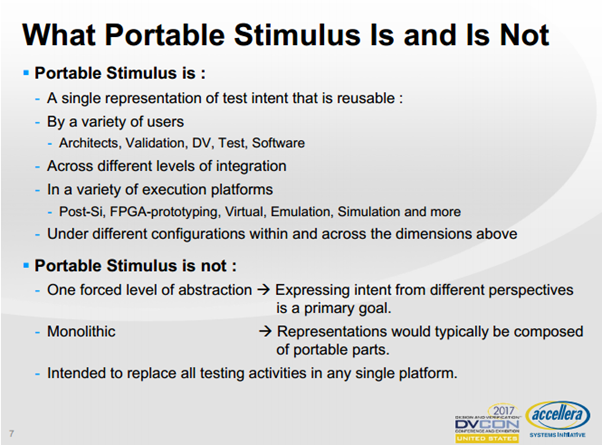 What Portable Stimulus Is and Is Not
▪ Portable Stimulus is :
- A single representation of test intent that is reusable :
- By a variety of users
- Architects, Validation, DV, Test, Software
- Across different levels of integration
- In a variety of execution platforms
- Post-Si, FPGA-prototyping, Virtual, Emulation, Simulation and more
- Under different configurations within and across the dimensions above
▪ Portable Stimulus is not :
- One forced level of abstraction → Expressing intent from different perspectives
is a primary goal.
- Monolithic → Representations would typically be composed
of portable parts.
- Intended to replace all testing activities in any single platform.
7
2017
DESIGN AND VERIFICATION
DVCON
CONFERENCE AND EXHIBITION
UNITED STATES
accellera
SYSTEMS INITIATIVE